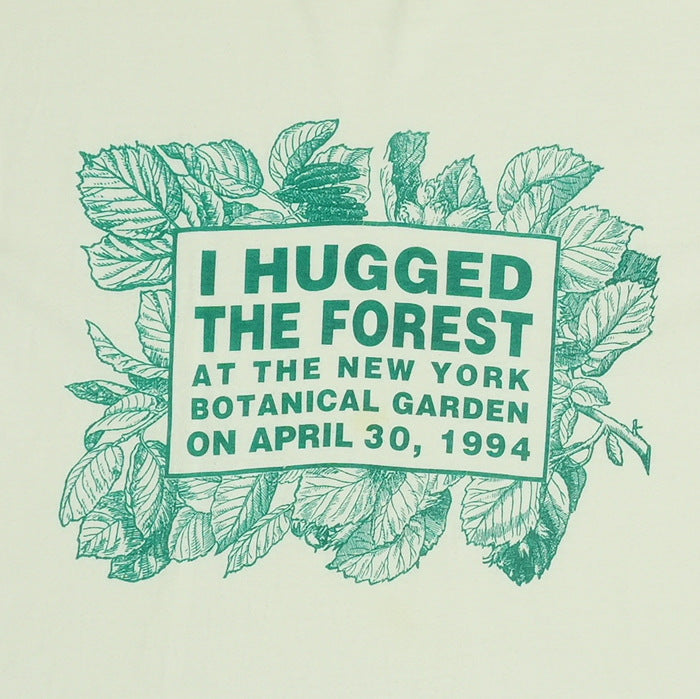 I HUGGED
THE FOREST
AT THE NEW YORK
BOTANICAL GARDEN
ON APRIL 30, 1994